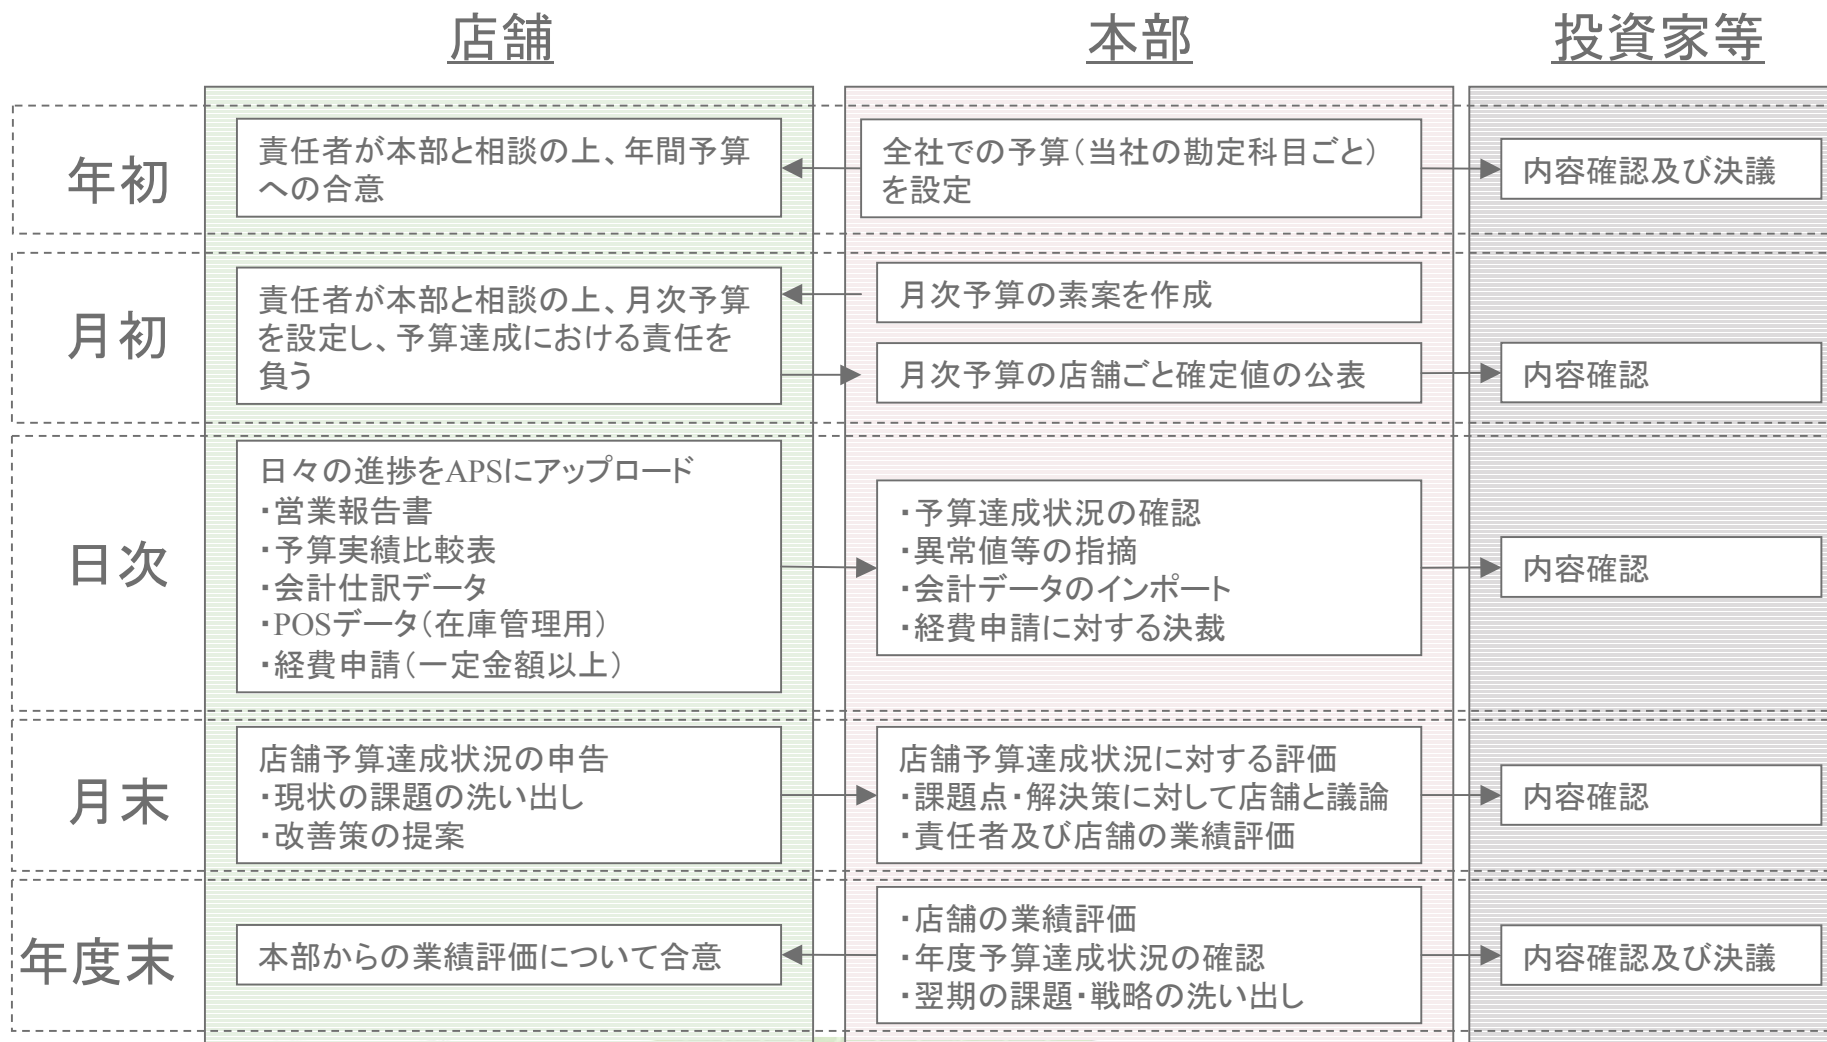 店舗
本部
投資家等
年初
責任者が本部と相談の上、年間予算
への合意
全社での予算(当社の勘定科目ごと)
を設定
内容確認及び決議
月初
責任者が本部と相談の上、月次予算
を設定し、予算達成における責任を
負う
月次予算の素案を作成
月次予算の店舗ごと確定値の公表
内容確認
日次
日々の進捗をAPSにアップロード
・営業報告書
・予算実績比較表
・会計仕訳データ
・POSデータ(在庫管理用)
・経費申請(一定金額以上)
・予算達成状況の確認
・異常値等の指摘
・会計データのインポート
・経費申請に対する決裁
内容確認
月末
店舗予算達成状況の申告
・現状の課題の洗い出し
・改善策の提案
店舗予算達成状況に対する評価
・課題点・解決策に対して店舗と議論
・責任者及び店舗の業績評価
内容確認
年度末
本部からの業績評価について合意
・店舗の業績評価
・年度予算達成状況の確認
・翌期の課題・戦略の洗い出し
内容確認及び決議